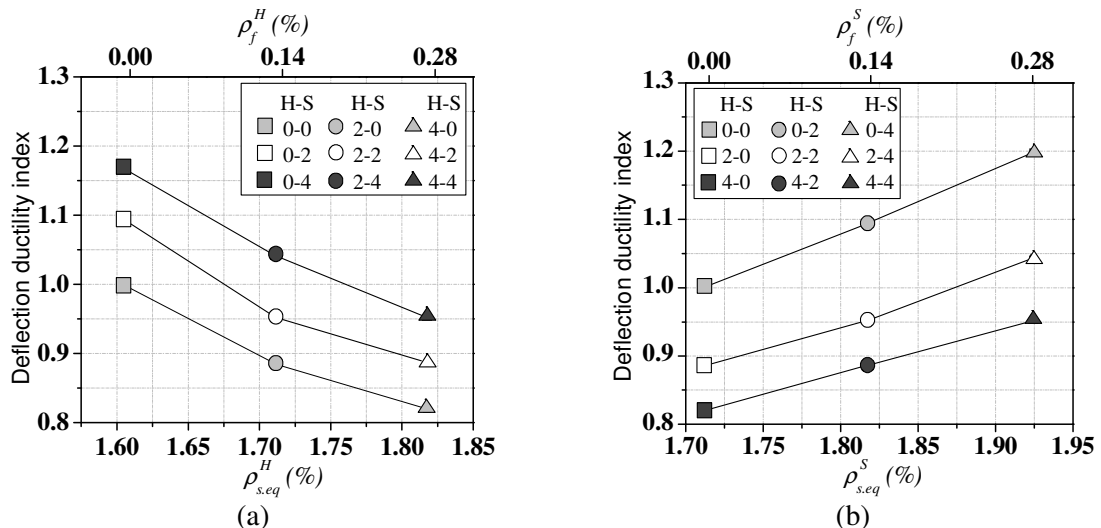 ρ_f^H (%)
0.00 0.14 0.28
1.3
1.2
1.1
1.0
0.9
0.8
Deflection ductility index
H-S H-S H-S
0-0 2-0 4-0
0-2 2-2 4-2
0-4 2-4 4-4
1.60 1.65 1.70 1.75 1.80 1.85
ρ_{s.eq}^H (%)
(a)
ρ_f^S (%)
0.00 0.14 0.28
1.3
1.2
1.1
1.0
0.9
0.8
Deflection ductility index
H-S H-S H-S
0-0 0-2 0-4
2-0 2-2 2-4
4-0 4-2 4-4
1.70 1.75 1.80 1.85 1.90 1.95
ρ_{s.eq}^S (%)
(b)